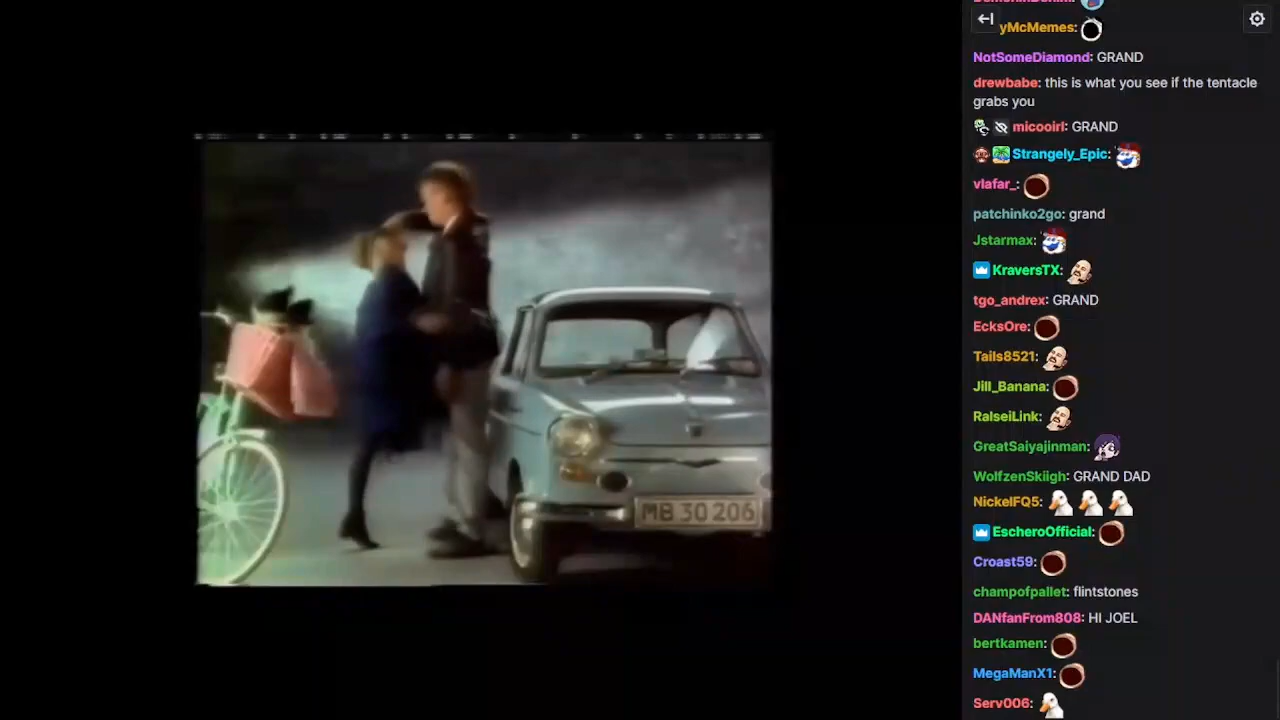 yMcMemes:
NotSomeDiamond: GRAND
drewbabe: this is what you see if the tentacle
grabs you
micooirl: GRAND
Strangely_Epic:
vlafar_:
patchinko2go: grand
Jstarmax:
KraversTX:
tgo_andrex: GRAND
EcksOre:
Tails8521:
Jill_Banana:
RalseiLink:
GreatSaiyajinman:
WolfzenSkiigh: GRAND DAD
NickelFQ5:
EscheroOfficial:
Croast59:
champofpallet: flintstones
DANfanFrom808: HI JOEL
bertkamen:
MegaManX1:
Serv006:
MB 30 206